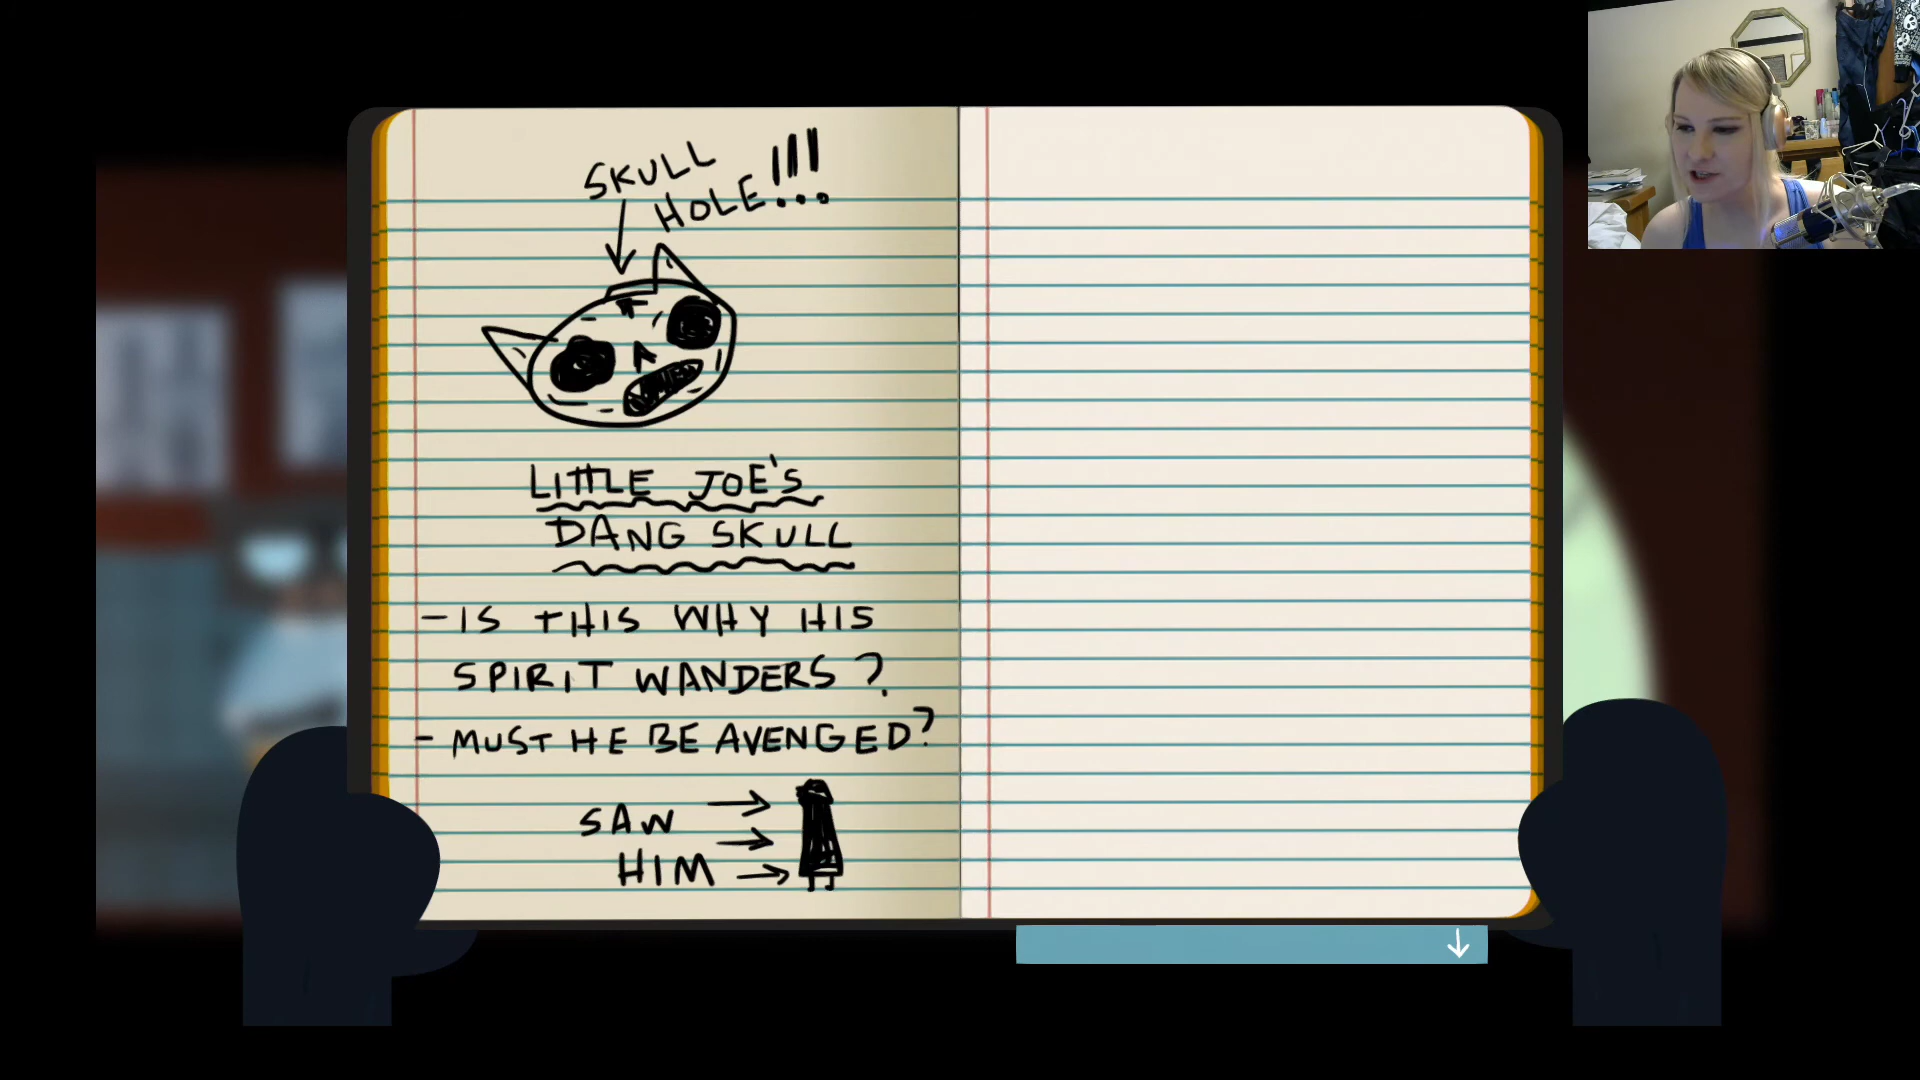 SKULL
HOLE!!!
LITTLE JOE'S
DANG SKULL
- IS THIS WHY HIS
SPIRIT WANDERS?
- MUST HE BE AVENGED?
SAW
HIM